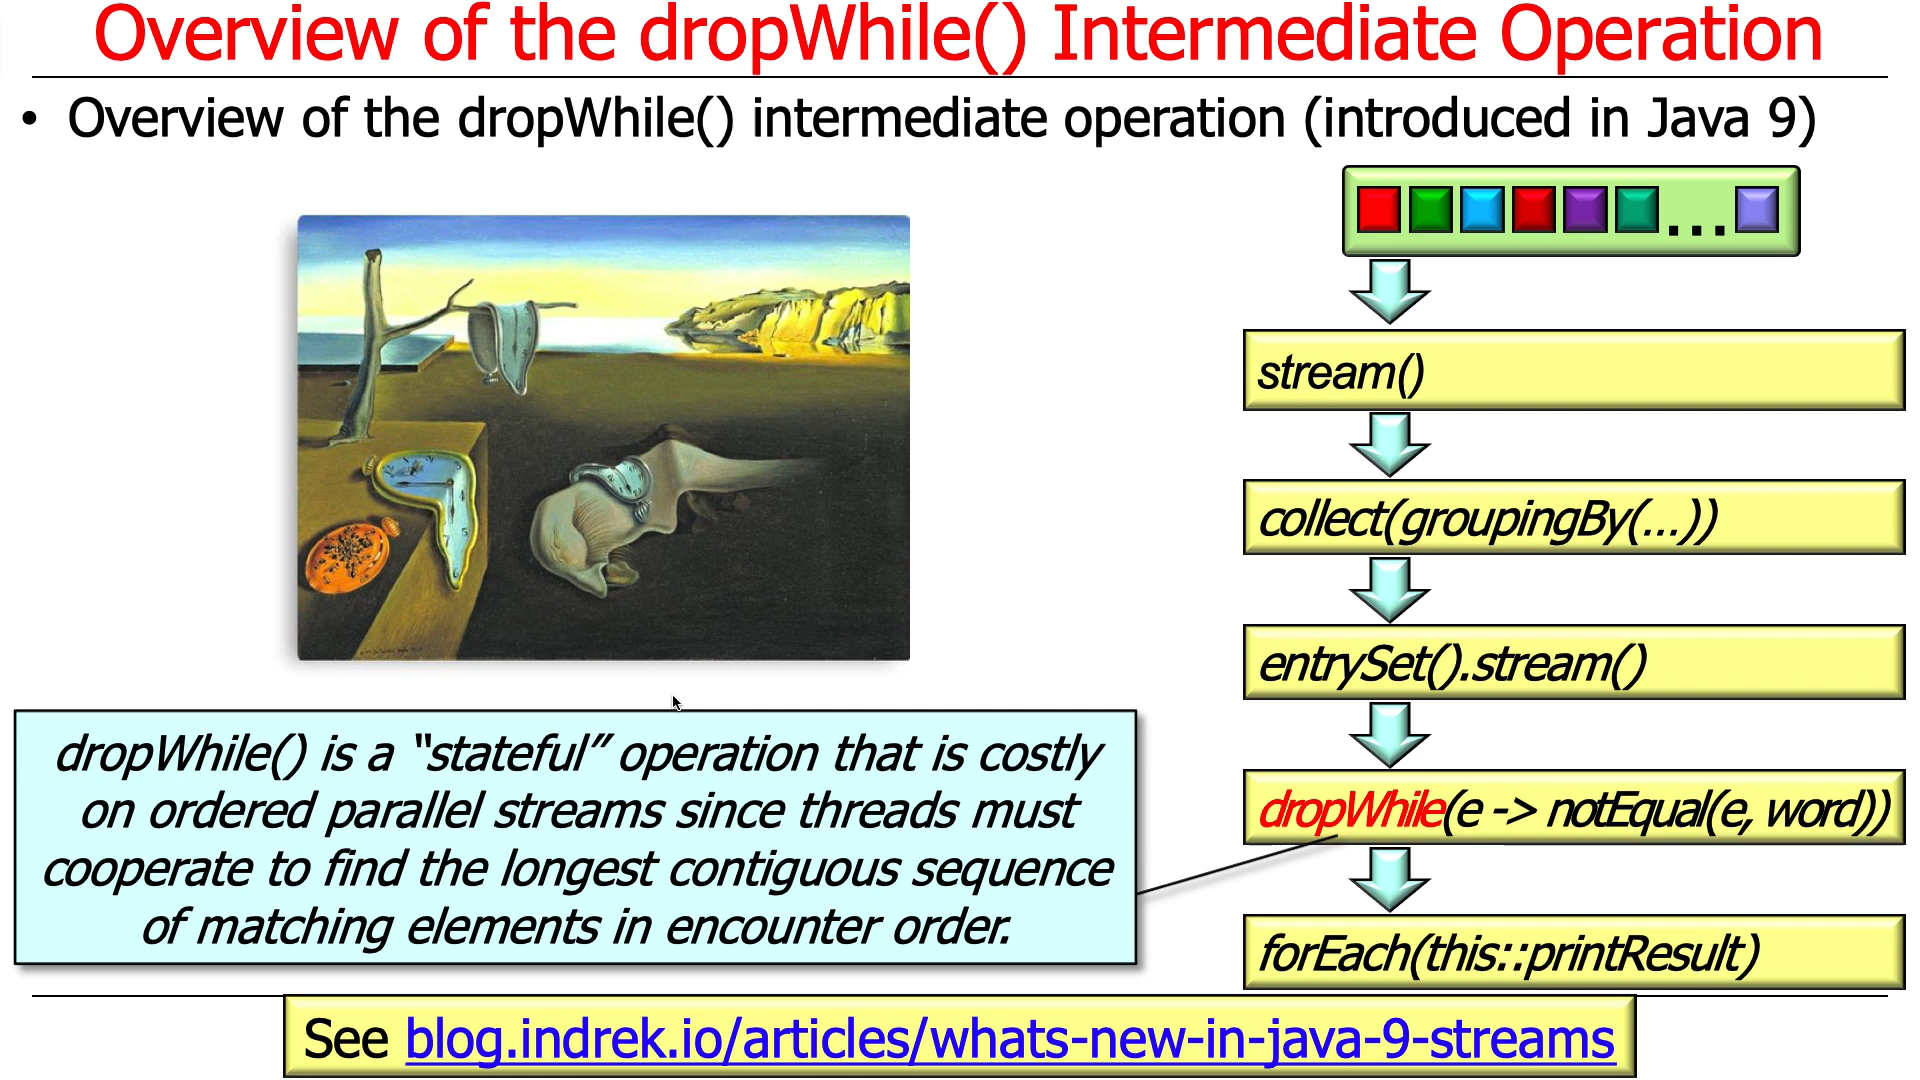 Overview of the dropWhile() Intermediate Operation
• Overview of the dropWhile() intermediate operation (introduced in Java 9)
...
stream()
collect(groupingBy(...))
entrySet().stream()
dropWhile(e -> notEqual(e, word))
forEach(this::printResult)
dropWhile() is a “stateful” operation that is costly
on ordered parallel streams since threads must
cooperate to find the longest contiguous sequence
of matching elements in encounter order.
See blog.indrek.io/articles/whats-new-in-java-9-streams